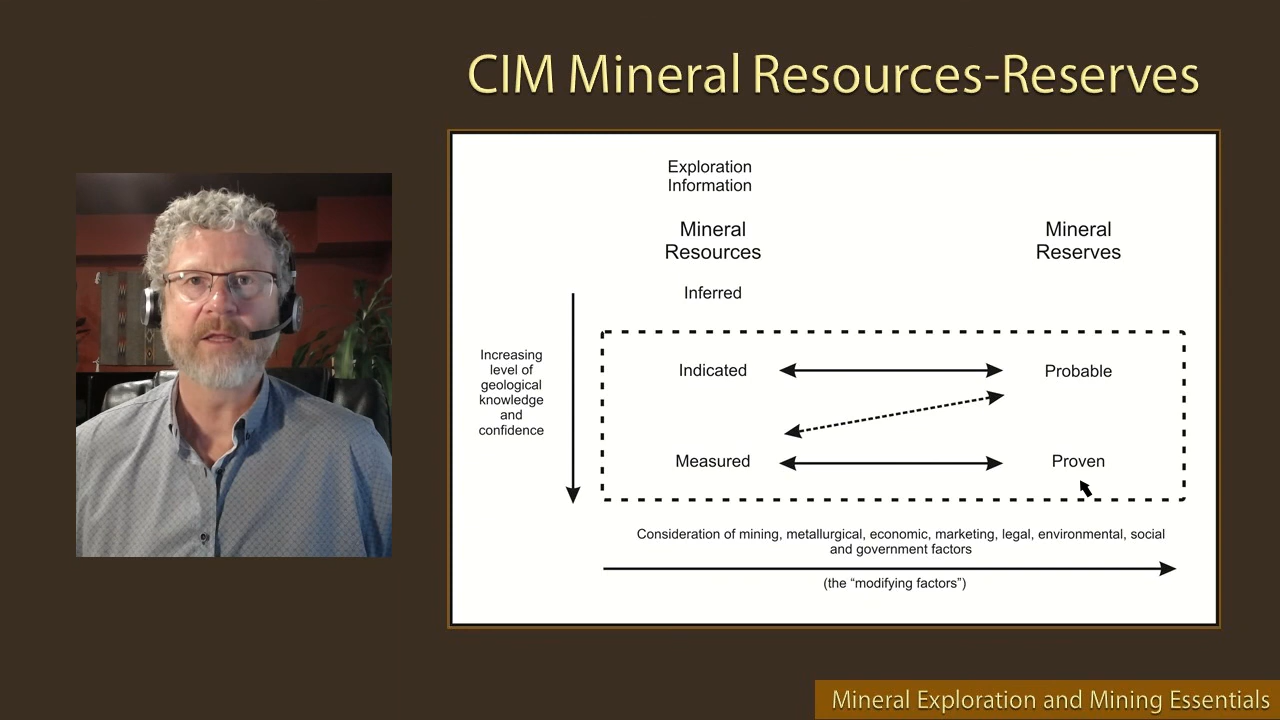 CIM Mineral Resources-Reserves
Exploration
Information
Mineral
Resources
Mineral
Reserves
Inferred
Increasing
level of
geological
knowledge
and
confidence
Indicated
Probable
Measured
Proven
Consideration of mining, metallurgical, economic, marketing, legal, environmental, social
and government factors
(the “modifying factors”)
Mineral Exploration and Mining Essentials